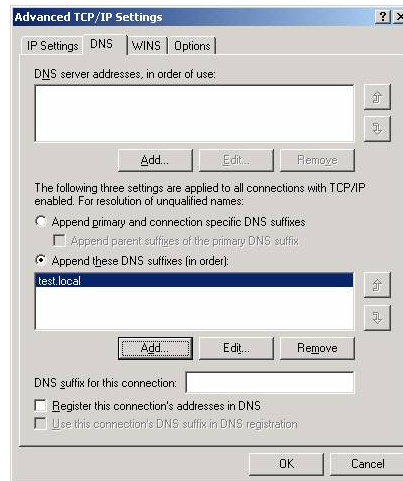 Advanced TCP/IP Settings
IP Settings DNS WINS Options
DNS server addresses, in order of use:
Add... Edit... Remove
The following three settings are applied to all connections with TCP/IP
enabled. For resolution of unqualified names:
Append primary and connection specific DNS suffixes
Append parent suffixes of the primary DNS suffix
Append these DNS suffixes (in order):
test.local
Add... Edit... Remove
DNS suffix for this connection:
Register this connection's addresses in DNS
Use this connection's DNS suffix in DNS registration
OK Cancel